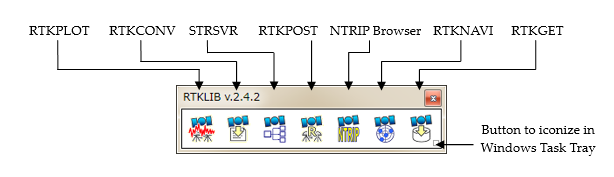 RTKPLOT RTKCONV STRSVR RTKPOST NTRIP Browser RTKNAVI RTKGET
RTKLIB v.2.4.2
NTRIP
Button to iconize in
Windows Task Tray